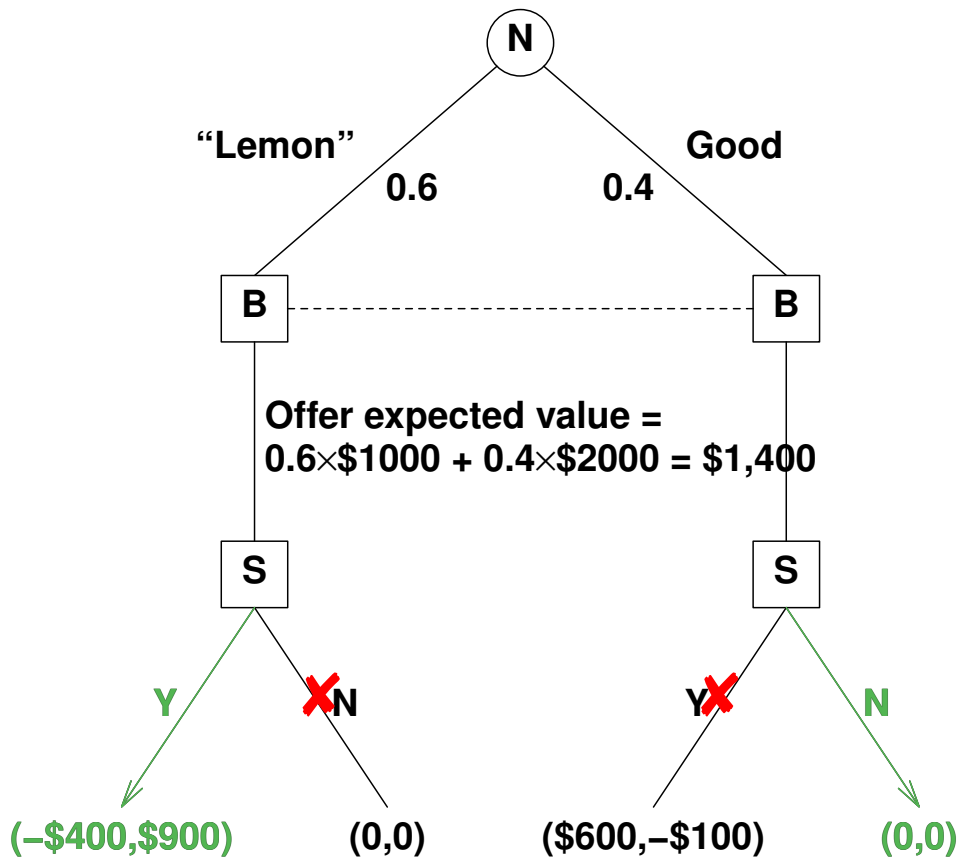 N
“Lemon”
Good
0.6
0.4
B
B
Offer expected value =
0.6×$1000 + 0.4×$2000 = $1,400
S
S
Y
N
Y
N
(−$400,$900)
(0,0)
($600,−$100)
(0,0)